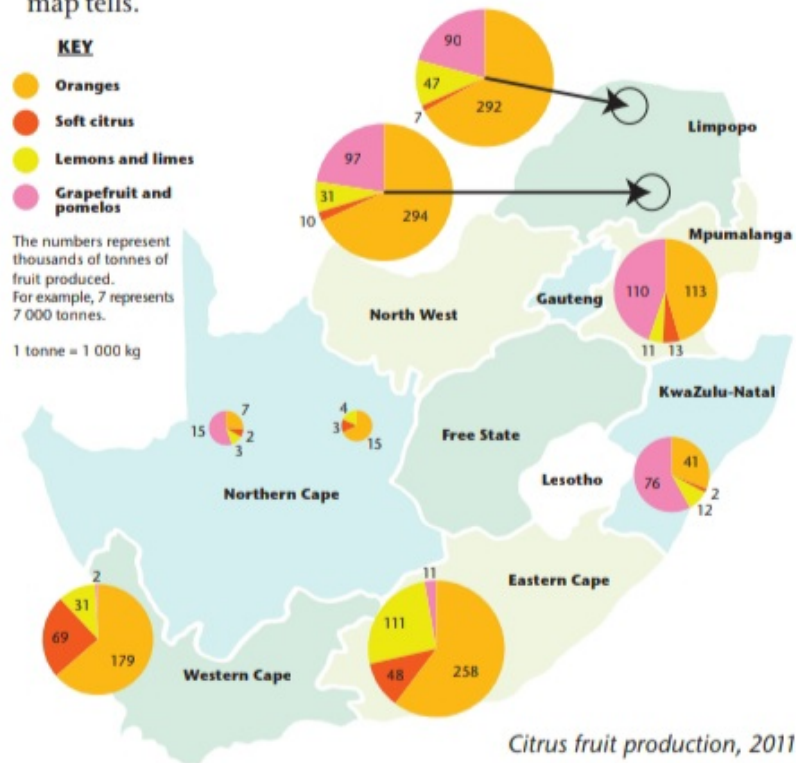 map tells.
KEY
Oranges
Soft citrus
Lemons and limes
Grapefruit and
pomelos
The numbers represent
thousands of tonnes of
fruit produced.
For example, 7 represents
7 000 tonnes.
1 tonne = 1 000 kg
90
47
7
292
97
31
10
294
Limpopo
Mpumalanga
110
113
11
13
North West
Gauteng
KwaZulu-Natal
41
76
2
12
7
15
2
3
4
3
15
Free State
Lesotho
Northern Cape
Eastern Cape
2
31
69
179
Western Cape
11
111
48
258
Citrus fruit production, 2011